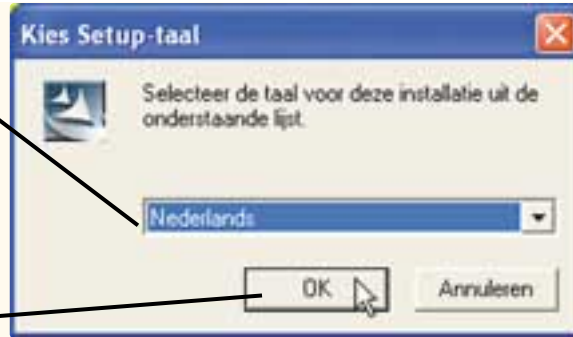 Kies Setup-taal
Selecteer de taal voor deze installatie uit de
onderstaande lijst.
Nederlands
OK
Annuleren